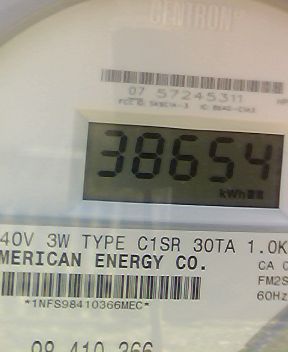 CENTRON®
07 57245311
38654
kWh
40V 3W TYPE C1SR 30TA 1.0K
MERICAN ENERGY CO.
CA 0
FM2S
60Hz
*1NFS98410366MEC*
98 410 366